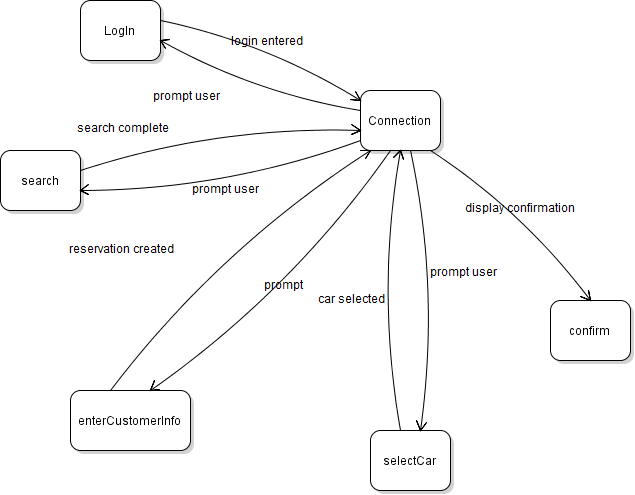 LogIn
login entered
prompt user
Connection
search complete
search
prompt user
display confirmation
reservation created
prompt
car selected
prompt user
confirm
enterCustomerInfo
selectCar